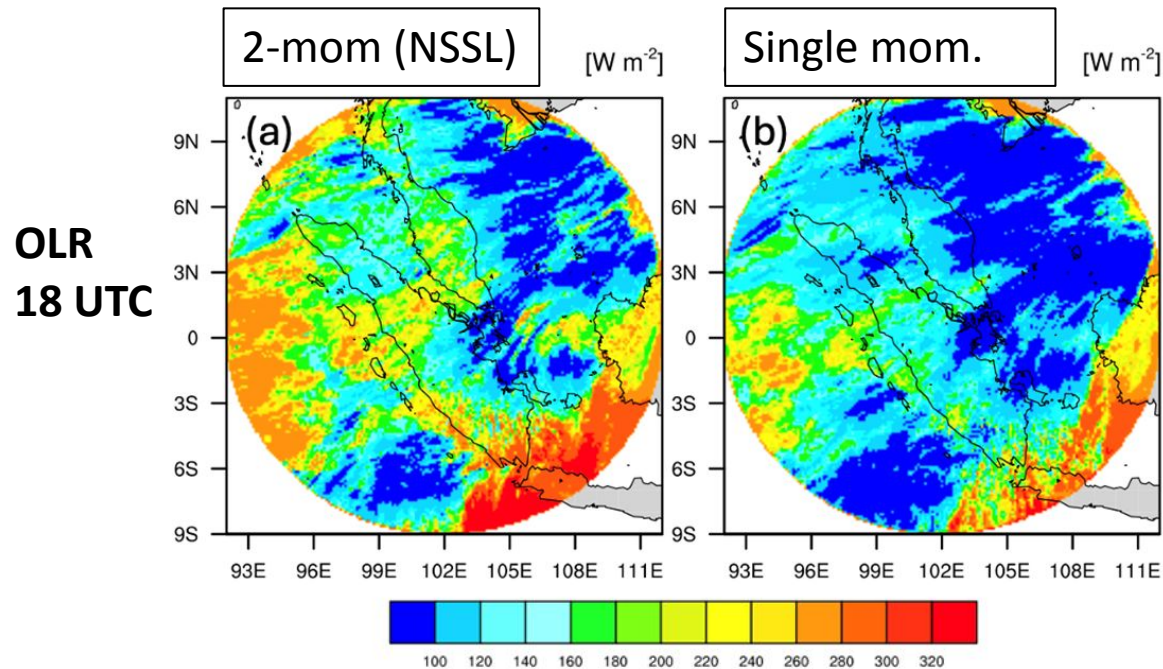 2-mom (NSSL)
[W m-2]
Single mom.
[W m-2]
OLR
18 UTC
(a)
9N
6N
3N
0
3S
6S
9S
93E 96E 99E 102E 105E 108E 111E
(b)
9N
6N
3N
0
3S
6S
9S
93E 96E 99E 102E 105E 108E 111E
100 120 140 160 180 200 220 240 260 280 300 320